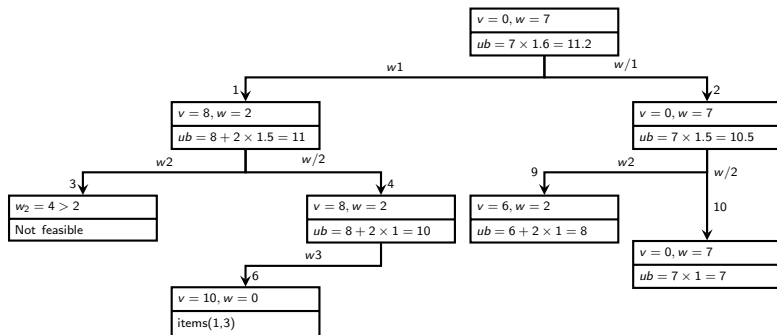 v = 0, w = 7
ub = 7 × 1.6 = 11.2
w1
w/1
1
2
v = 8, w = 2
ub = 8 + 2 × 1.5 = 11
v = 0, w = 7
ub = 7 × 1.5 = 10.5
w2
w/2
w2
w/2
3
4
9
10
w₂ = 4 > 2
Not feasible
v = 8, w = 2
ub = 8 + 2 × 1 = 10
v = 6, w = 2
ub = 6 + 2 × 1 = 8
v = 0, w = 7
ub = 7 × 1 = 7
w3
6
v = 10, w = 0
items(1,3)